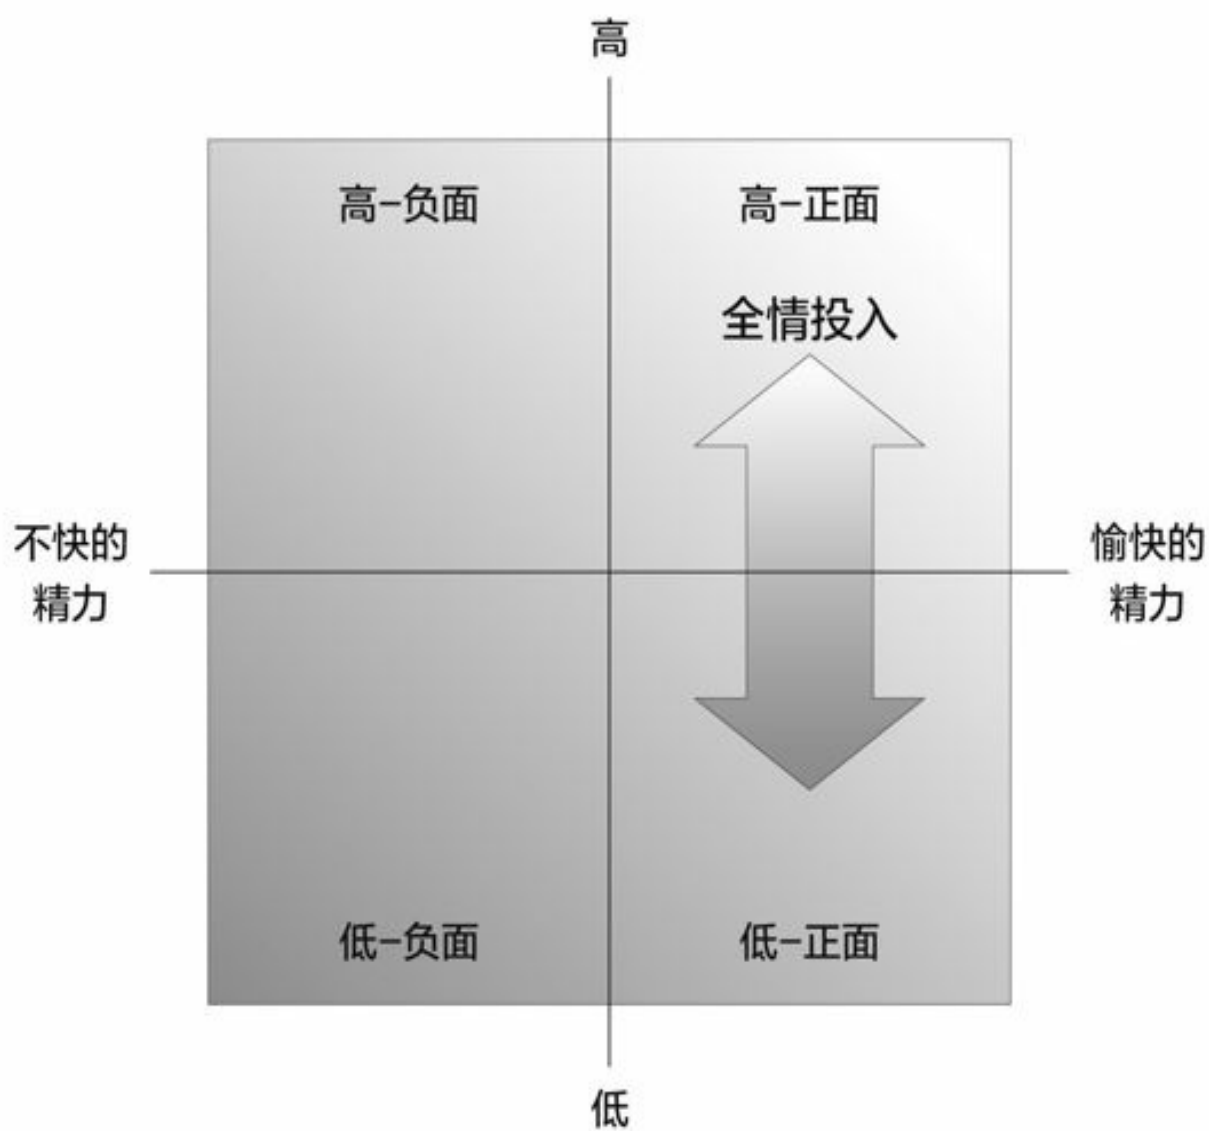 高
高-负面
高-正面
全情投入
不快的
精力
愉快的
精力
低-负面
低-正面
低